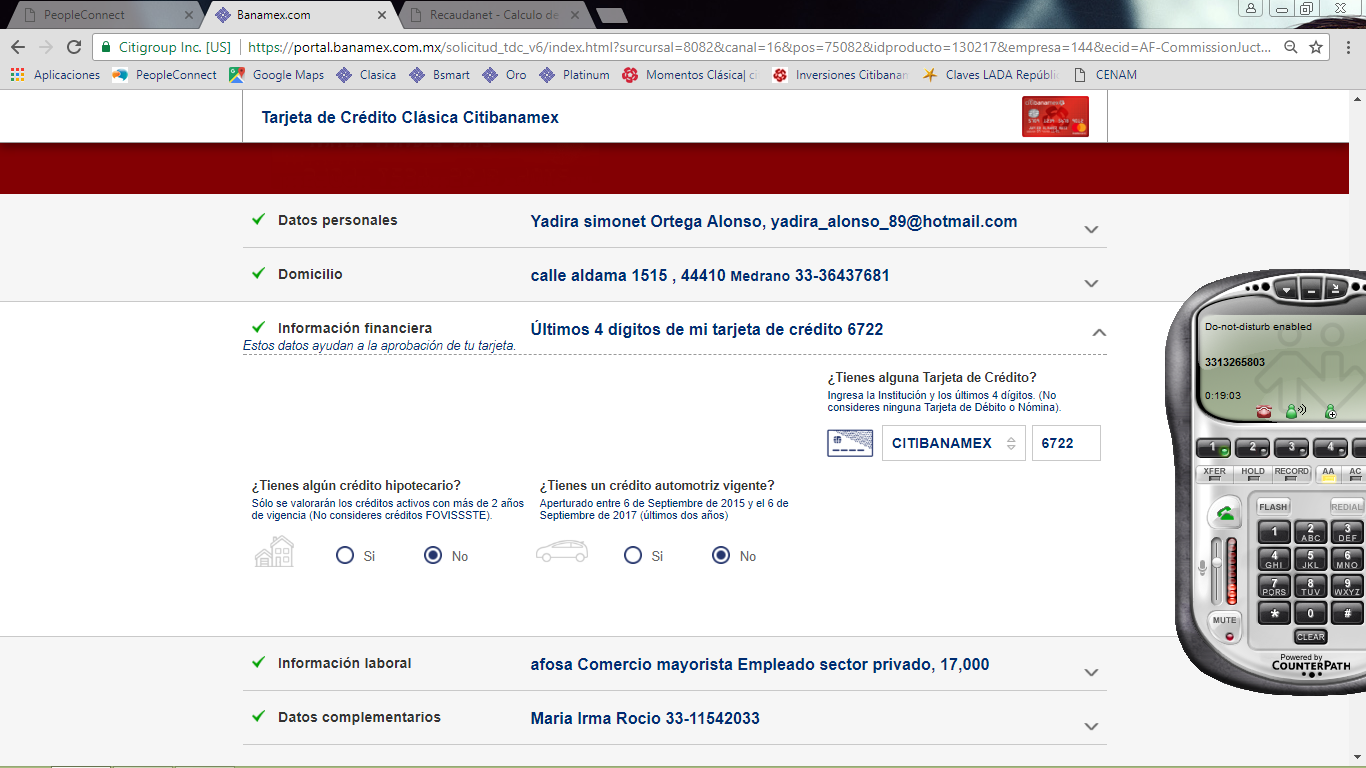 PeopleConnect
Banamex.com
Recaudanet - Calculo de
Citigroup Inc. [US]
https://portal.banamex.com.mx/solicitud_tdc_v6/index.html?sucursal=8082&canal=16&pos=75082&idproducto=130217&empresa=144&ecid=AF-CommissionJuct...
Aplicaciones
PeopleConnect
Google Maps
Clasica
Bsmart
Oro
Platinum
Momentos Clásica| ci
Inversiones Citibanam
Claves LADA Repúblic
CENAM
Tarjeta de Crédito Clásica Citibanamex
Datos personales
Yadira simonet Ortega Alonso, yadira_alonso_89@hotmail.com
Domicilio
calle aldama 1515 , 44410 Medrano 33-36437681
Información financiera
Últimos 4 dígitos de mi tarjeta de crédito 6722
Estos datos ayudan a la aprobación de tu tarjeta.
¿Tienes alguna Tarjeta de Crédito?
Ingresa la Institución y los últimos 4 dígitos. (No
consideres ninguna Tarjeta de Débito o Nómina).
CITIBANAMEX
6722
¿Tienes algún crédito hipotecario?
Sólo se valorarán los créditos activos con más de 2 años
de vigencia (No consideres créditos FOVISSSTE).
Si
No
¿Tienes un crédito automotriz vigente?
Aperturado entre 6 de Septiembre de 2015 y el 6 de
Septiembre de 2017 (últimos dos años)
Si
No
Información laboral
afosa Comercio mayorista Empleado sector privado, 17,000
Datos complementarios
Maria Irma Rocio 33-11542033
Do-not-disturb enabled
3313265803
0:19:03
1 2 3 4
XFER HOLD RECORD AA AC
FLASH REDIAL
1 2 ABC 3 DEF
4 GHI 5 JKL 6 MNO
7 PQRS 8 TUV 9 WXYZ
* 0 #
MUTE
CLEAR
Powered by
COUNTERPATH